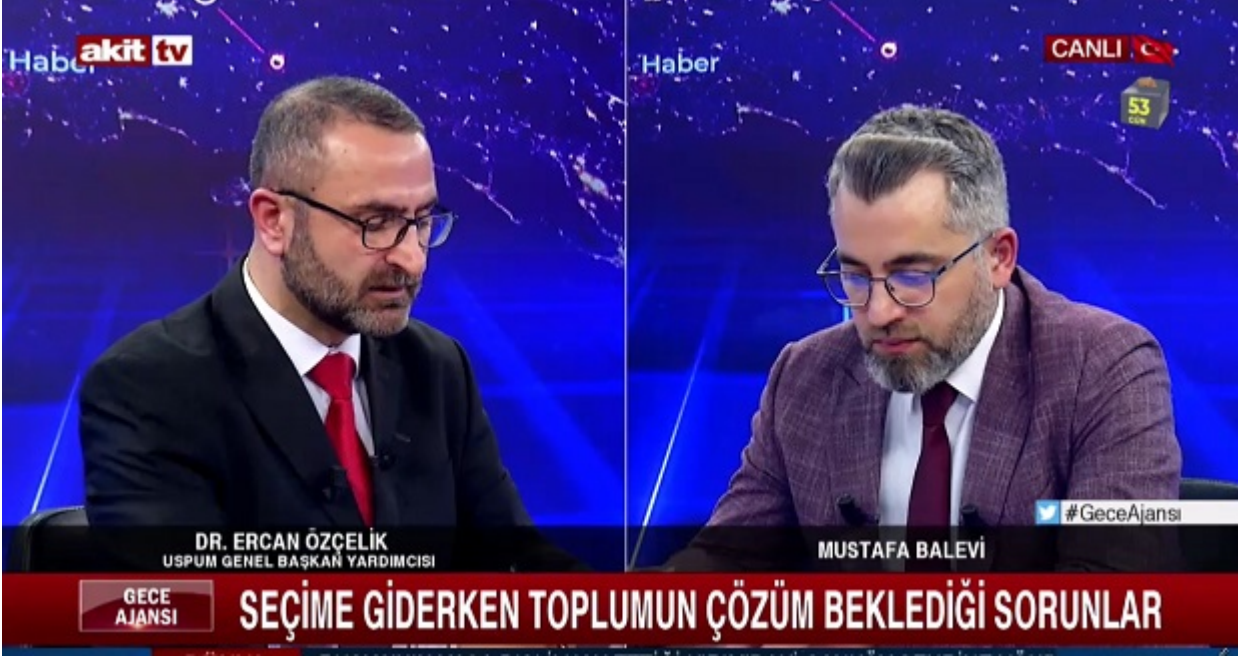 akit tv
Haber
Haber
CANLI
53
GÜN
#GeceAjansı
DR. ERCAN ÖZÇELİK
USPUM GENEL BAŞKAN YARDIMCISI
MUSTAFA BALEVİ
GECE
AJANSI
SEÇİME GİDERKEN TOPLUMUN ÇÖZÜM BEKLEDİĞİ SORUNLAR